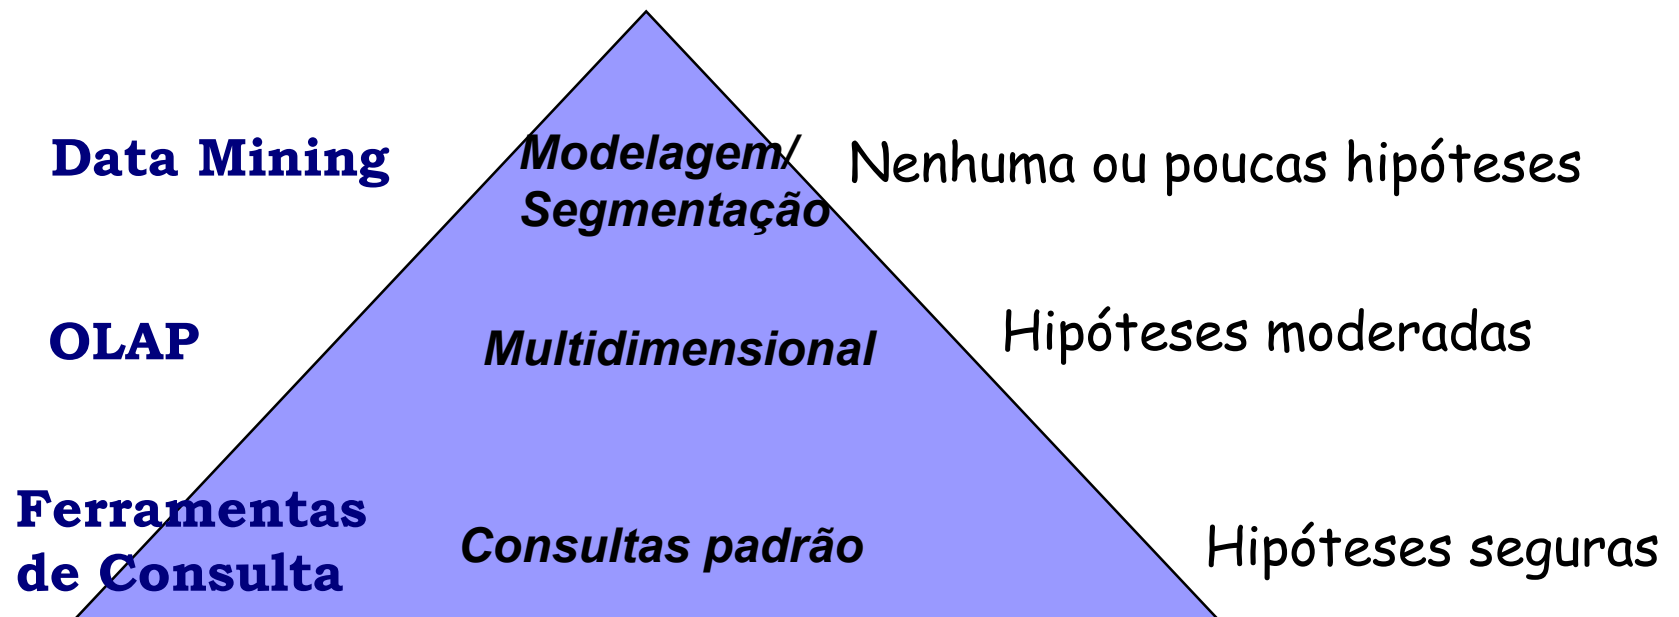 Data Mining
Modelagem/
Segmentação
Nenhuma ou poucas hipóteses
OLAP
Multidimensional
Hipóteses moderadas
Ferramentas
de Consulta
Consultas padrão
Hipóteses seguras